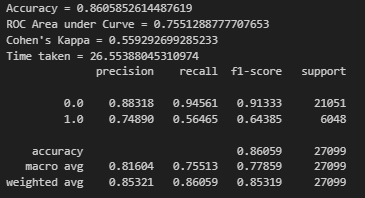 Accuracy = 0.8605852614487619
ROC Area under Curve = 0.7551288777707653
Cohen's Kappa = 0.559292699285233
Time taken = 26.55388045310974
precision recall f1-score support
0.0 0.88318 0.94561 0.91333 21051
1.0 0.74890 0.56465 0.64385 6048
accuracy 0.86059 27099
macro avg 0.81604 0.75513 0.77859 27099
weighted avg 0.85321 0.86059 0.85319 27099